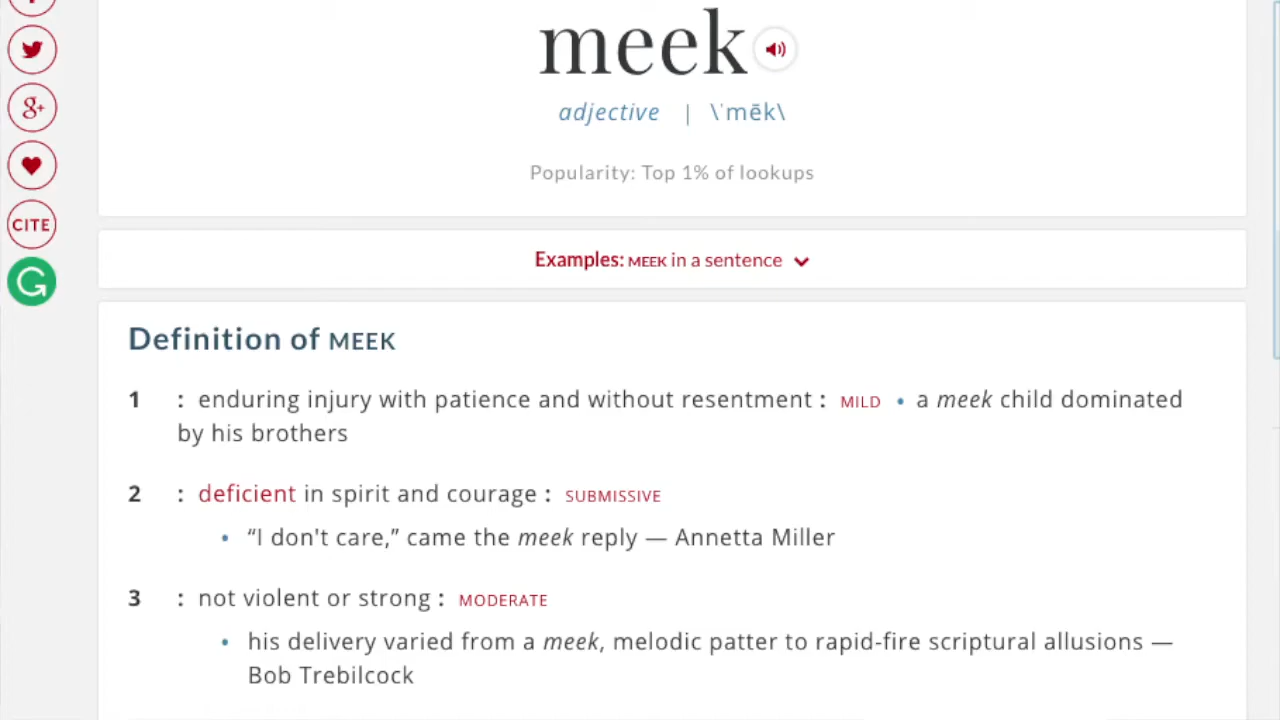 meek
adjective | \ˈmēk\
Popularity: Top 1% of lookups
CITE
Examples: MEEK in a sentence
Definition of MEEK
1 : enduring injury with patience and without resentment : MILD • a meek child dominated
by his brothers
2 : deficient in spirit and courage : SUBMISSIVE
• “I don't care,” came the meek reply — Annetta Miller
3 : not violent or strong : MODERATE
• his delivery varied from a meek, melodic patter to rapid-fire scriptural allusions —
Bob Trebilcock